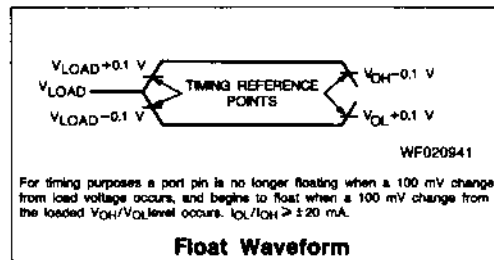 VLOAD+0.1 V
VLOAD
VLOAD-0.1 V
TIMING REFERENCE
POINTS
VOH-0.1 V
VOL+0.1 V
WF020941
For timing purposes a port pin is no longer floating when a 100 mV change
from load voltage occurs, and begins to float when a 100 mV change from
the loaded VOH/VOL level occurs. IOL/IOH ≥ ±20 mA.
Float Waveform